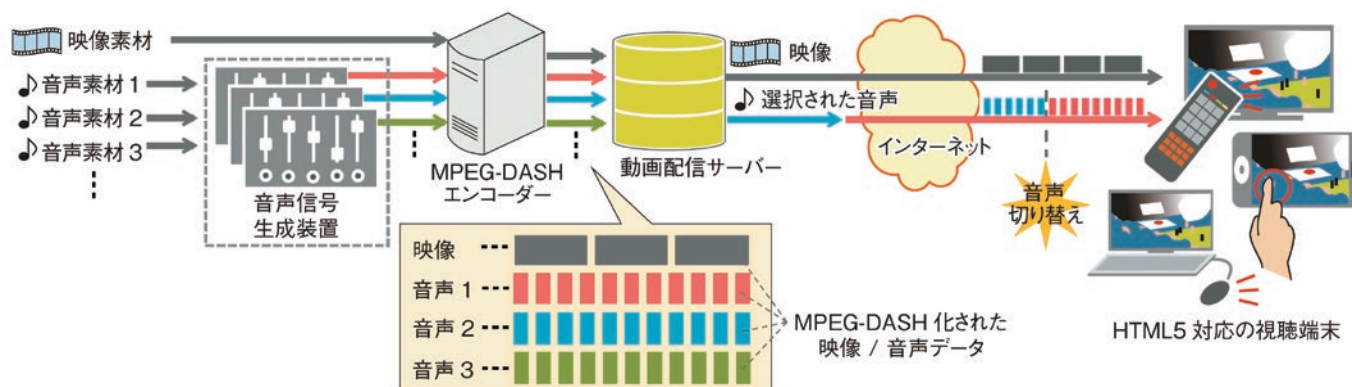 映像素材
音声素材 1
音声素材 2
音声素材 3
音声信号
生成装置
MPEG-DASH
エンコーダー
動画配信サーバー
映像
選択された音声
インターネット
音声
切り替え
HTML5 対応の視聴端末
映像
音声 1
音声 2
音声 3
MPEG-DASH 化された
映像 / 音声データ